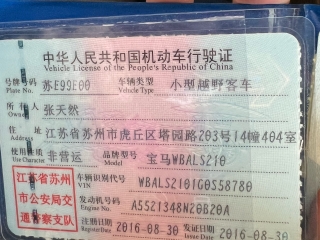 中华人民共和国机动车行驶证
Vehicle License of the People's Republic of China
号牌号码 苏E99E00 车辆类型 小型越野客车
Plate No. Vehicle Type
所有人 张天然
Owner
住址 江苏省苏州市虎丘区塔园路203号14幢404室
Address
使用性质 非营运 品牌型号 宝马WBALS210
Use Character Model
江苏省苏州 车辆识别代号 WBALS2101G0S58780
VIN
市公安局交 发动机号码 A5521348N20B20A
Engine No.
通警察支队 注册日期 2016-08-30 发证日期 2016-08-30
Register Date Issue Date